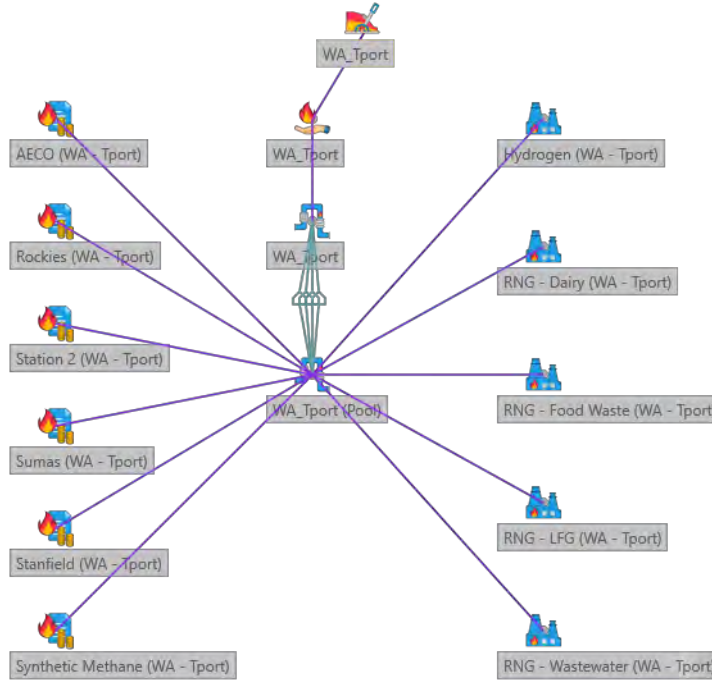 WA_Tport
AECO (WA - Tport)
WA_Tport
Hydrogen (WA - Tport)
Rockies (WA - Tport)
WA_Tport
RNG - Dairy (WA - Tport)
Station 2 (WA - Tport)
WA_Tport (Pool)
RNG - Food Waste (WA - Tport
Sumas (WA - Tport)
Stanfield (WA - Tport)
RNG - LFG (WA - Tport)
Synthetic Methane (WA - Tport)
RNG - Wastewater (WA - Tport